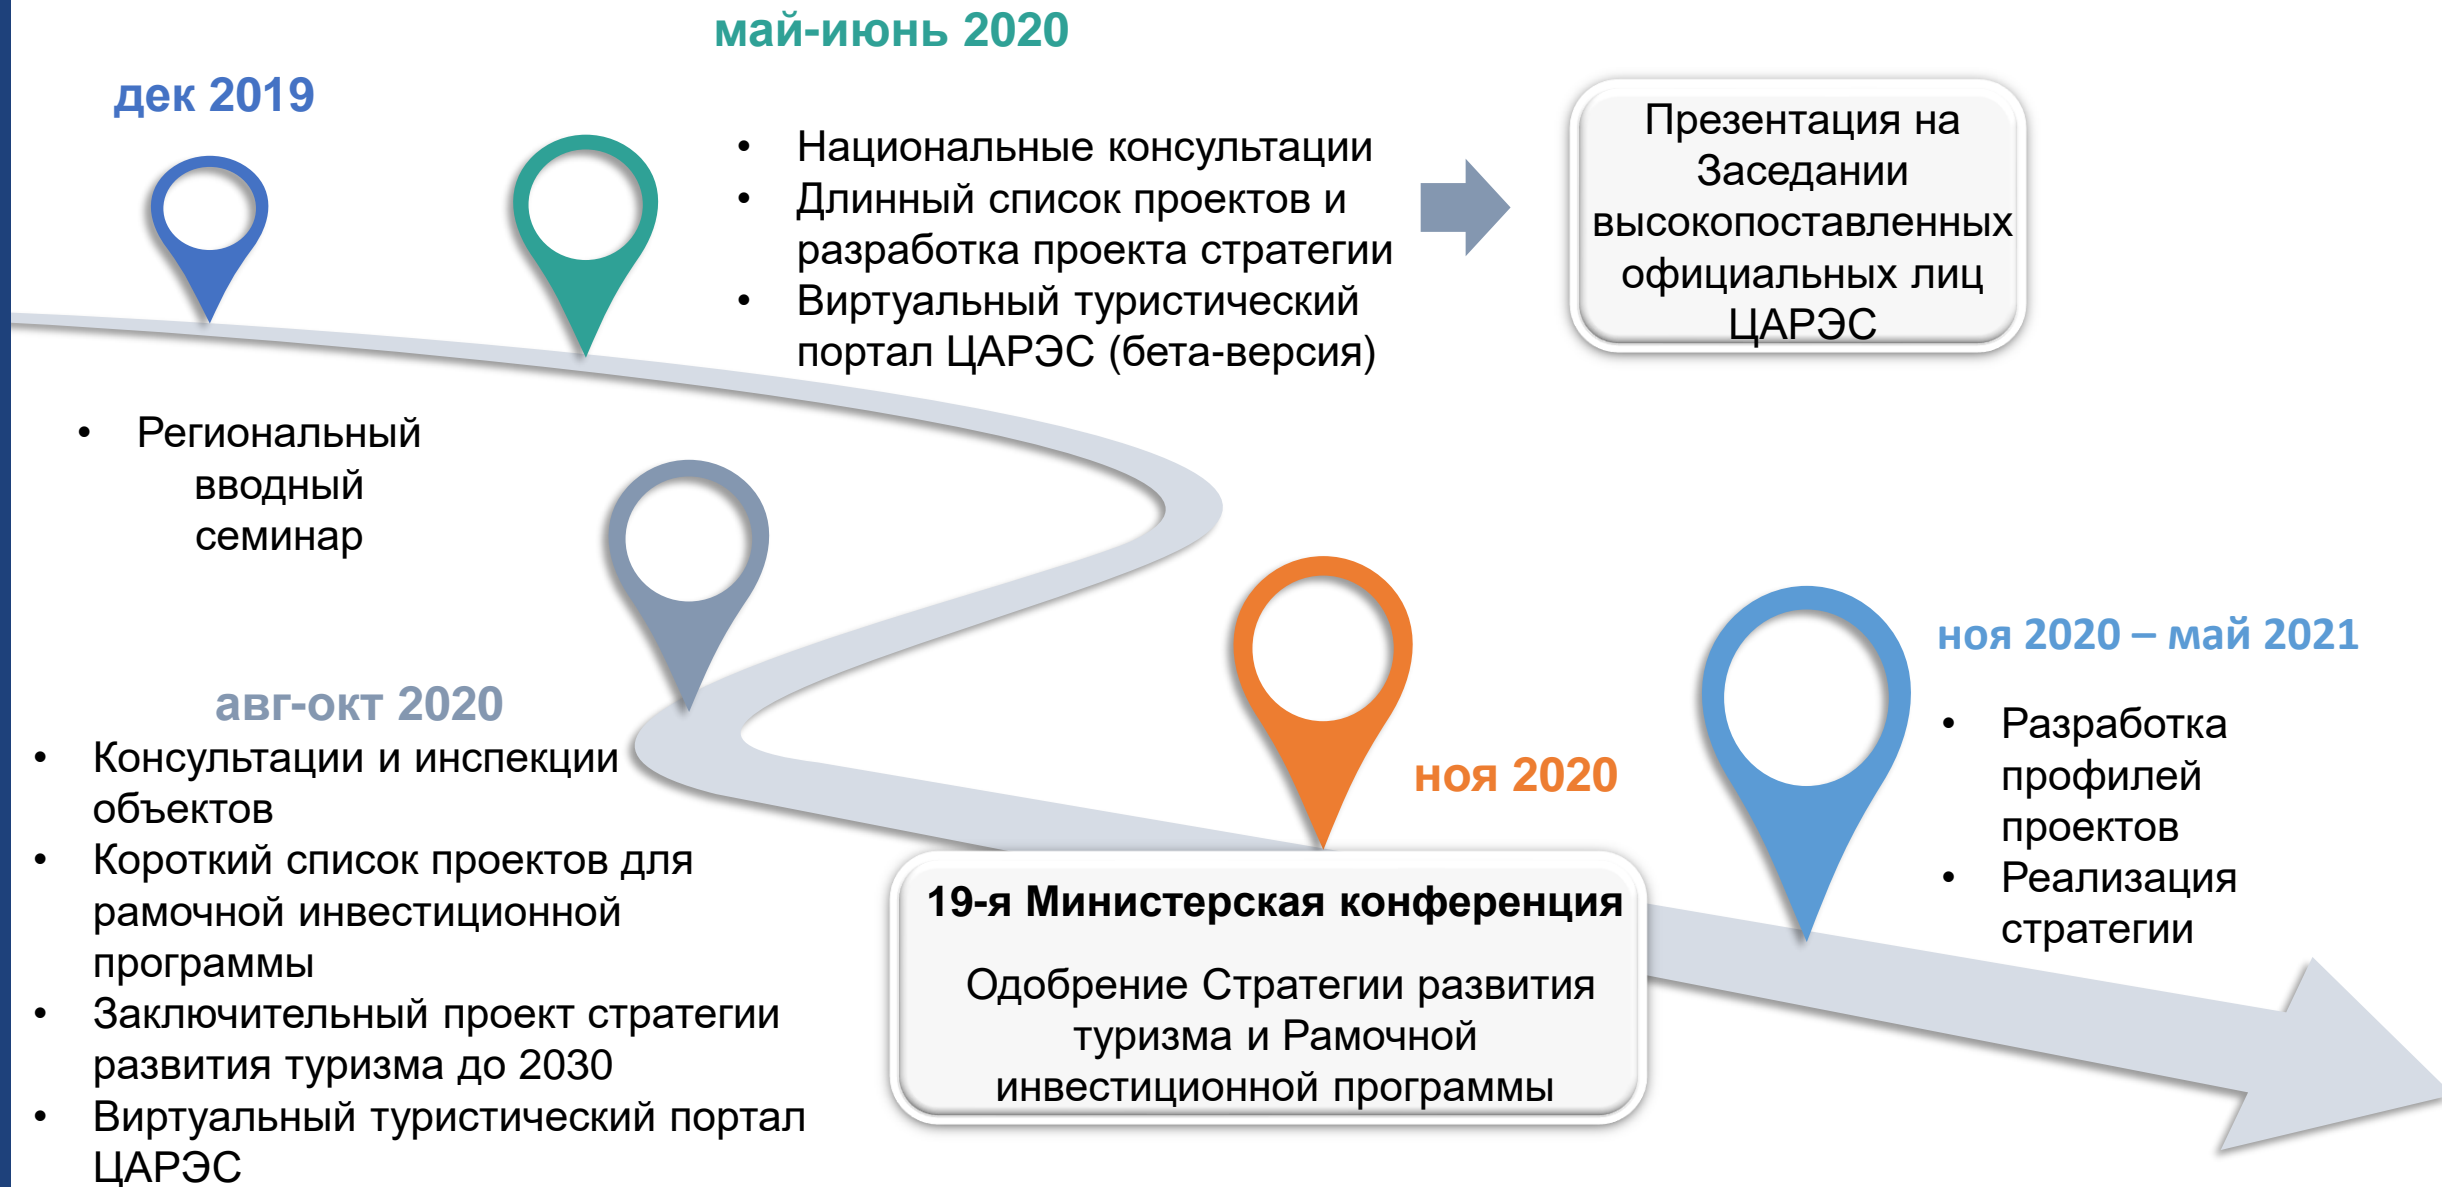 дек 2019
• Региональный
вводный
семинар
май-июнь 2020
• Национальные консультации
• Длинный список проектов и
разработка проекта стратегии
• Виртуальный туристический
портал ЦАРЭС (бета-версия)
Презентация на
Заседании
высокопоставленных
официальных лиц
ЦАРЭС
авг-окт 2020
• Консультации и инспекции
объектов
• Короткий список проектов для
рамочной инвестиционной
программы
• Заключительный проект стратегии
развития туризма до 2030
• Виртуальный туристический портал
ЦАРЭС
ноя 2020
19-я Министерская конференция
Одобрение Стратегии развития
туризма и Рамочной
инвестиционной программы
ноя 2020 – май 2021
• Разработка
профилей
проектов
• Реализация
стратегии